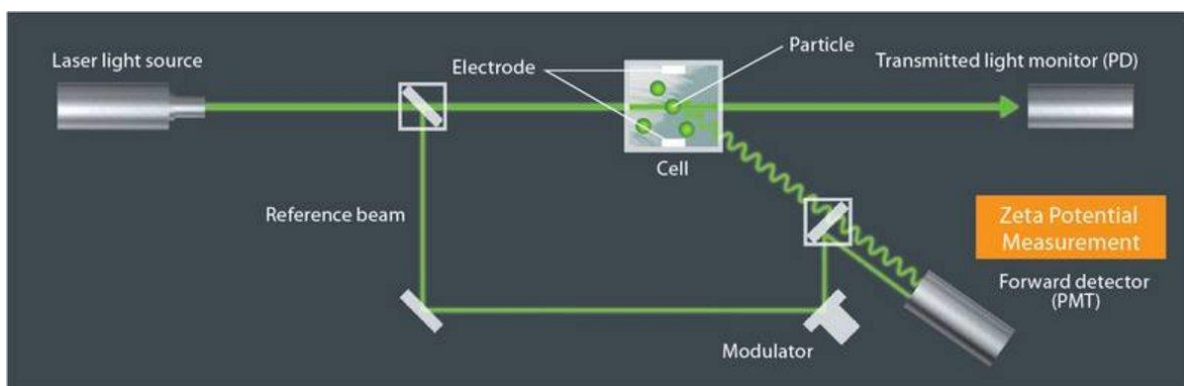 Laser light source
Electrode
Particle
Transmitted light monitor (PD)
Cell
Reference beam
Zeta Potential
Measurement
Forward detector
(PMT)
Modulator